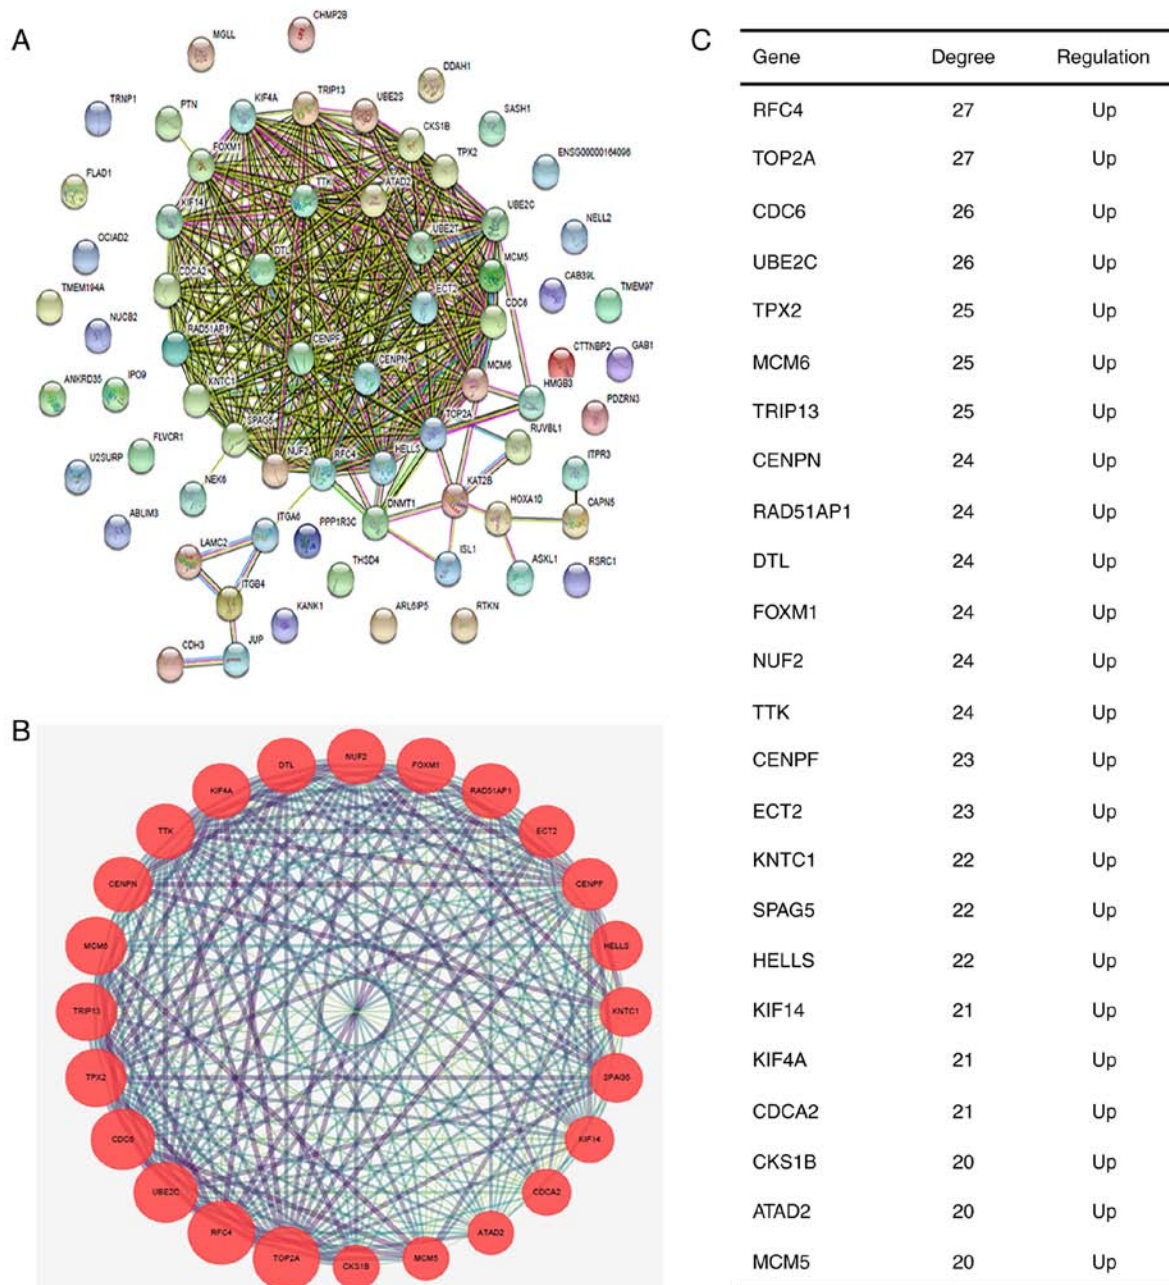 A
CHMP2B
MGLL
DDAH1
TRIP13
KIF4A
UBE2S
TRNP1
PTN
SASH1
CKS1B
FOXM1
TPX2
ENSG00000164096
FLAD1
TTK
ATAD2
KIF14
UBE2C
NELL2
UBE2T
OCIAD2
DTL
MCM5
CDCA2
CAB39L
ECT2
TMEM97
TMEM194A
CDC6
NUCB2
RAD51AP1
CENPF
CTTNBP2
GAB1
CENPN
MCM6
ANKRD35
IPO9
KNTC1
HMGB3
PDZRN3
SPAG5
TOP2A
RUVBL1
FLVCR1
NUF2
RFC4
HELLS
ITPR3
U2SURP
NEK6
KAT2B
HOXA10
CAPN5
DNMT1
ABLIM3
ITGA6
PPP1R3C
LAMC2
ISL1
THSD4
ASXL1
RSRC1
ITGB4
KANK1
ARL6IP5
RTKN
CDH3
JUP
B
NUF2
DTL
FOXM1
KIF4A
RAD51AP1
TTK
ECT2
CENPN
CENPF
MCM6
HELLS
TRIP13
KNTC1
TPX2
SPAG5
CDC6
KIF14
UBE2C
CDCA2
RFC4
ATAD2
TOP2A
CKS1B
MCM5
C
Gene Degree Regulation
RFC4 27 Up
TOP2A 27 Up
CDC6 26 Up
UBE2C 26 Up
TPX2 25 Up
MCM6 25 Up
TRIP13 25 Up
CENPN 24 Up
RAD51AP1 24 Up
DTL 24 Up
FOXM1 24 Up
NUF2 24 Up
TTK 24 Up
CENPF 23 Up
ECT2 23 Up
KNTC1 22 Up
SPAG5 22 Up
HELLS 22 Up
KIF14 21 Up
KIF4A 21 Up
CDCA2 21 Up
CKS1B 20 Up
ATAD2 20 Up
MCM5 20 Up